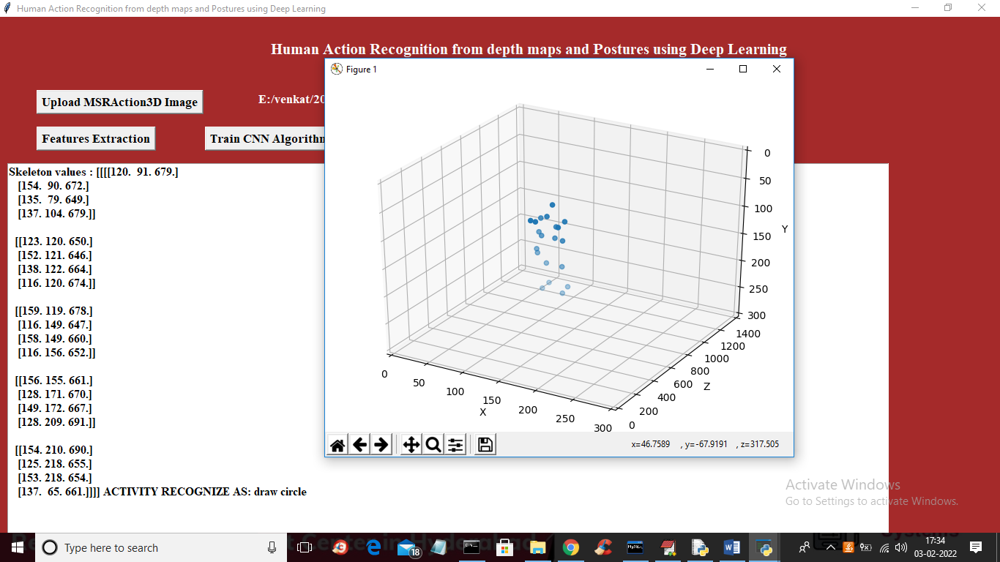 Human Action Recognition from depth maps and Postures using Deep Learning
Human Action Recognition from depth maps and Postures using Deep Learning
Figure 1
Upload MSRAction3D Image
E:/venkat/20
Features Extraction
Train CNN Algorithm
Skeleton values : [[[[120. 91. 679.]
[154. 90. 672.]
[135. 79. 649.]
[137. 104. 679.]]
[[123. 120. 650.]
[152. 121. 646.]
[138. 122. 664.]
[116. 120. 674.]]
[[159. 119. 678.]
[116. 149. 647.]
[158. 149. 660.]
[116. 156. 652.]]
[[156. 155. 661.]
[128. 171. 670.]
[149. 172. 667.]
[128. 209. 691.]]
[[154. 210. 690.]
[125. 218. 655.]
[153. 218. 654.]
[137. 65. 661.]]]] ACTIVITY RECOGNIZE AS: draw circle
0
50
100
150
200
250
300
Y
1400
1200
1000
800
600
400
200
0
Z
0
50
100
150
200
250
300
X
x=46.7589 , y=-67.9191 , z=317.505
Activate Windows
Go to Settings to activate Windows.
Type here to search
18
17:34
03-02-2022